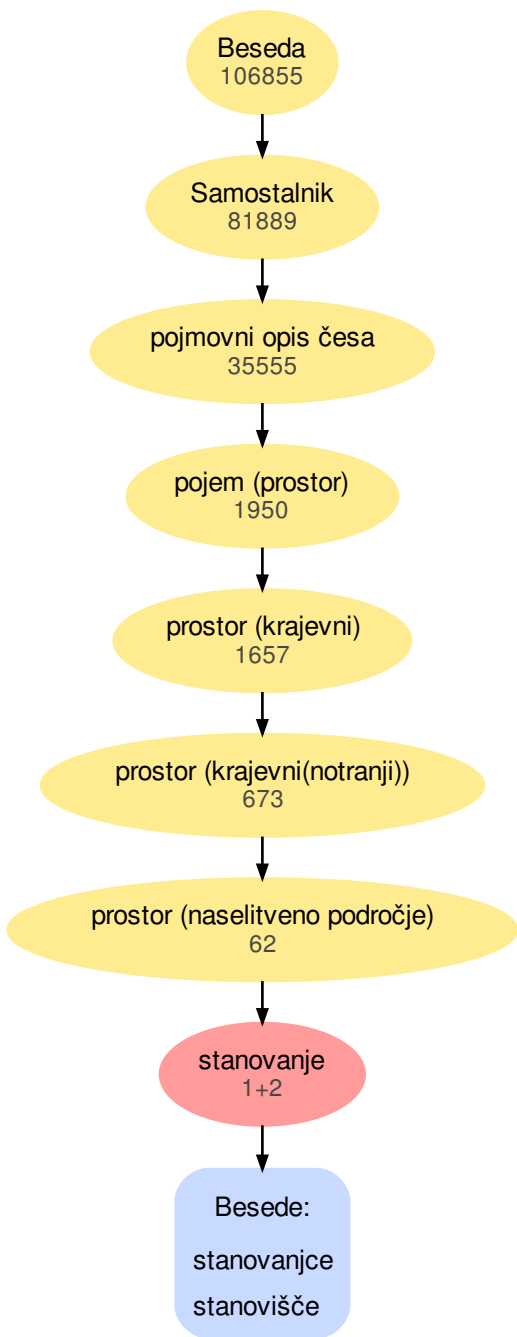 Beseda
106855
Samostalnik
81889
pojmovni opis česa
35555
pojem (prostor)
1950
prostor (krajevni)
1657
prostor (krajevni(notranji))
673
prostor (naselitveno področje)
62
stanovanje
1+2
Besede:
stanovanjce
stanovišče